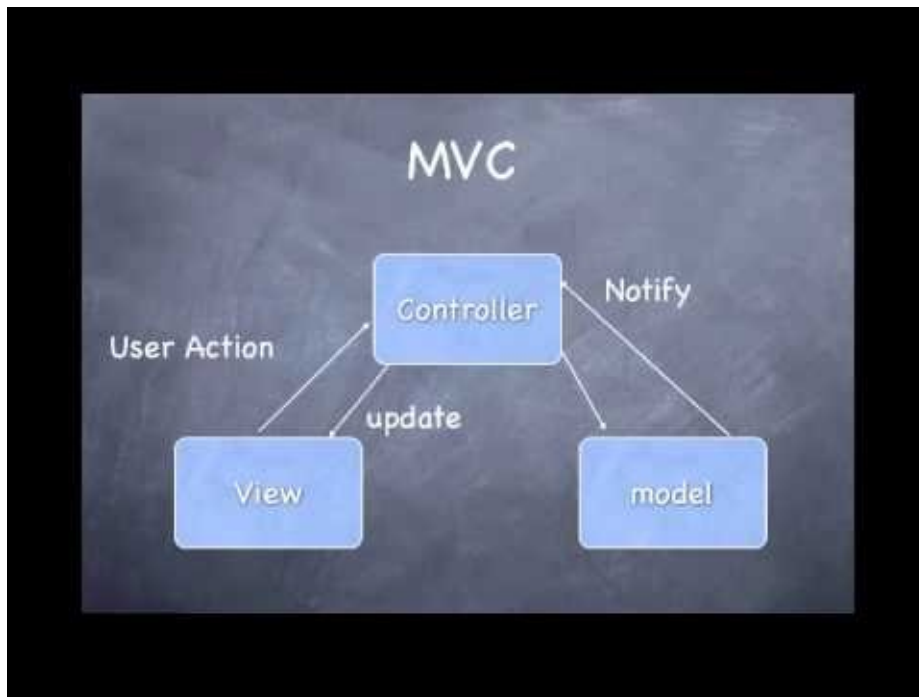 MVC
Controller
Notify
User Action
update
View
model